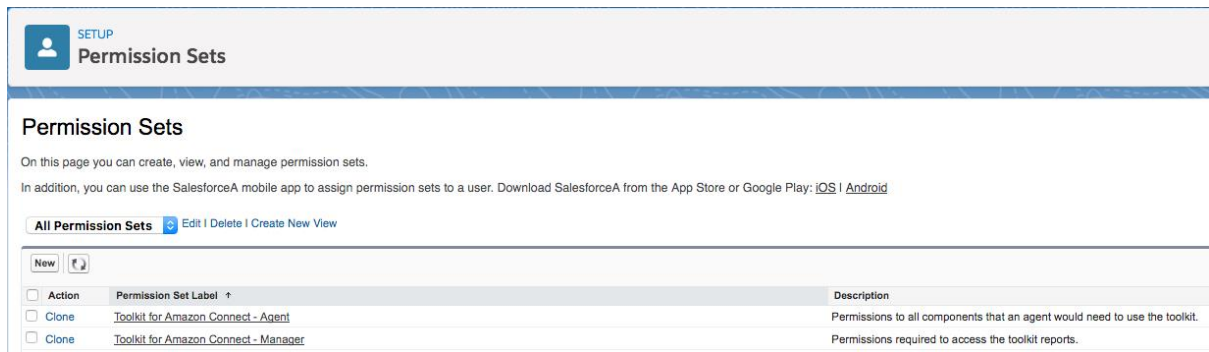 SETUP
Permission Sets
Permission Sets
On this page you can create, view, and manage permission sets.
In addition, you can use the SalesforceA mobile app to assign permission sets to a user. Download SalesforceA from the App Store or Google Play: iOS | Android
All Permission Sets Edit | Delete | Create New View
New
Action Permission Set Label ↑ Description
Clone Toolkit for Amazon Connect - Agent Permissions to all components that an agent would need to use the toolkit.
Clone Toolkit for Amazon Connect - Manager Permissions required to access the toolkit reports.